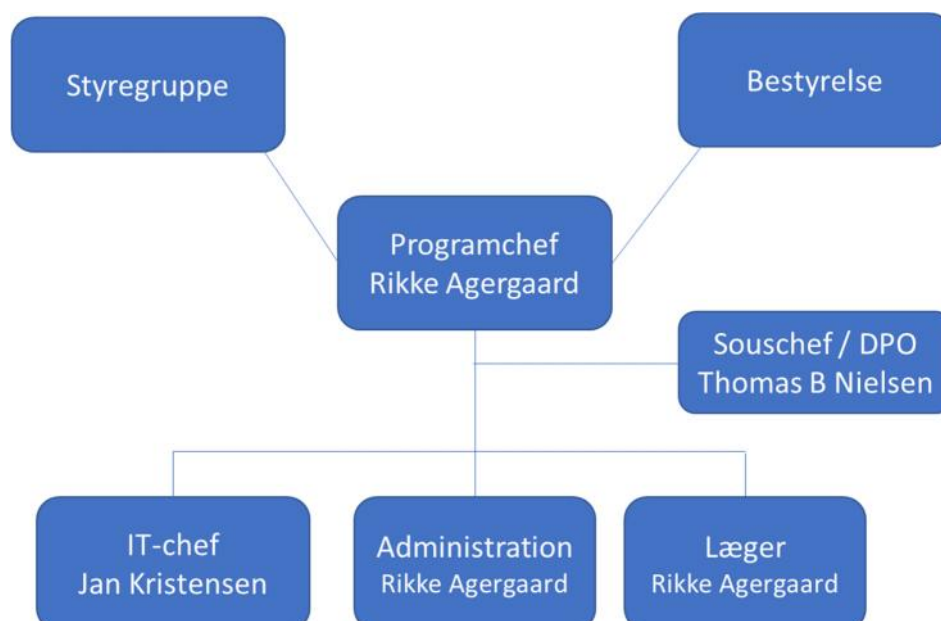 Styregruppe
Bestyrelse
Programchef
Rikke Agergaard
Souschef / DPO
Thomas B Nielsen
IT-chef
Jan Kristensen
Administration
Rikke Agergaard
Læger
Rikke Agergaard